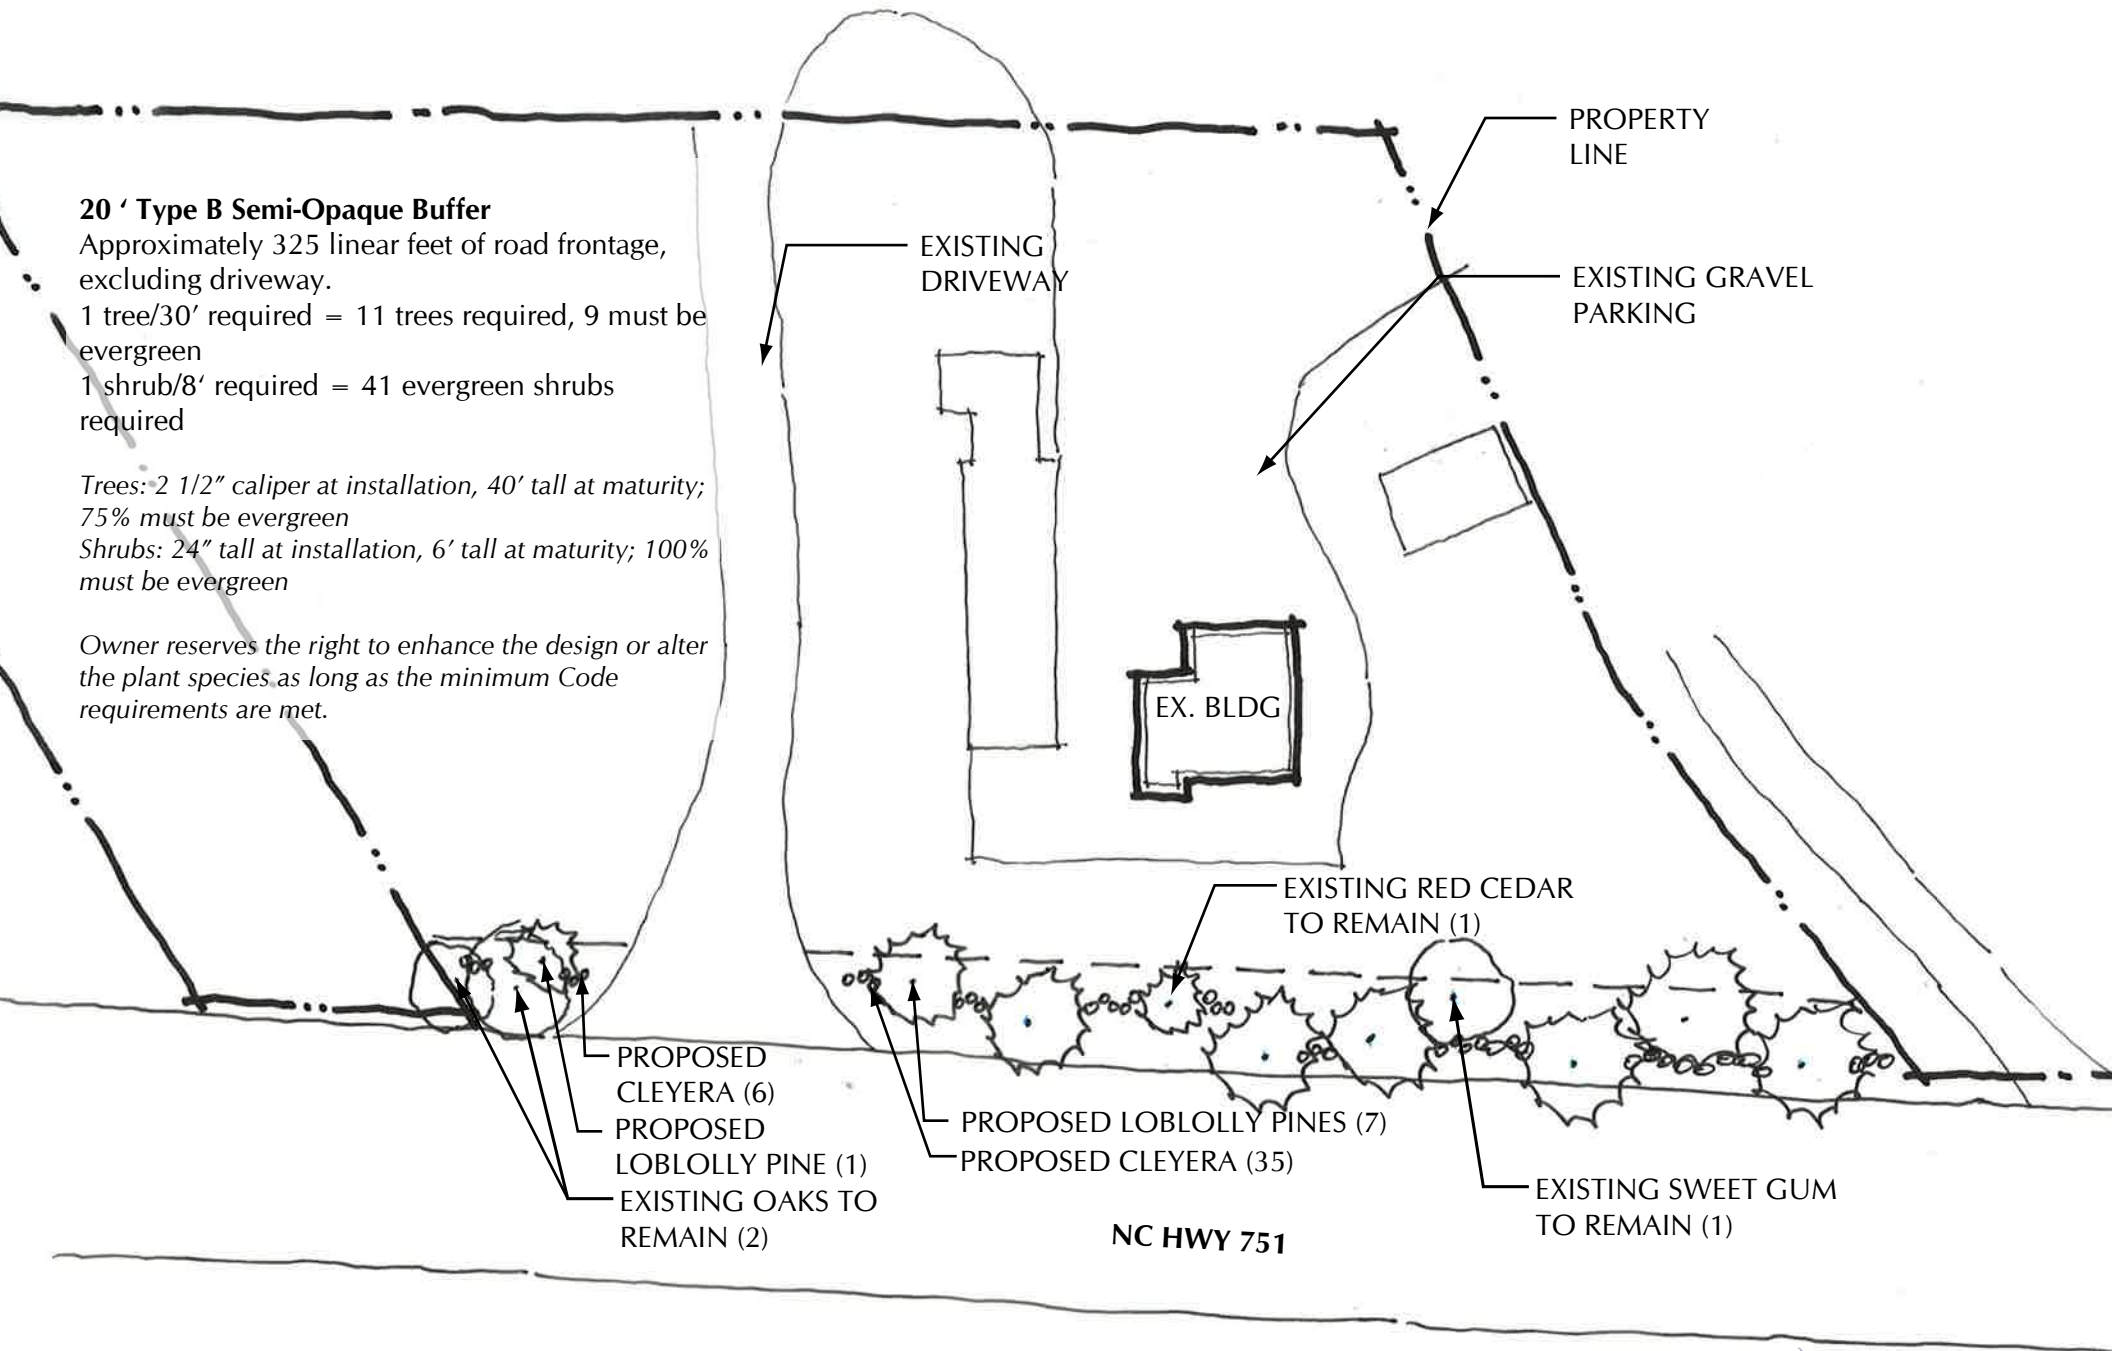 PROPERTY
LINE
20 ‘ Type B Semi-Opaque Buffer
Approximately 325 linear feet of road frontage,
excluding driveway.
1 tree/30’ required = 11 trees required, 9 must be
evergreen
1 shrub/8‘ required = 41 evergreen shrubs
required
Trees: 2 1/2” caliper at installation, 40’ tall at maturity;
75% must be evergreen
Shrubs: 24” tall at installation, 6’ tall at maturity; 100%
must be evergreen
Owner reserves the right to enhance the design or alter
the plant species as long as the minimum Code
requirements are met.
EXISTING
DRIVEWAY
EXISTING GRAVEL
PARKING
EX. BLDG
EXISTING RED CEDAR
TO REMAIN (1)
PROPOSED
CLEYERA (6)
PROPOSED
LOBLOLLY PINE (1)
EXISTING OAKS TO
REMAIN (2)
PROPOSED LOBLOLLY PINES (7)
PROPOSED CLEYERA (35)
EXISTING SWEET GUM
TO REMAIN (1)
NC HWY 751